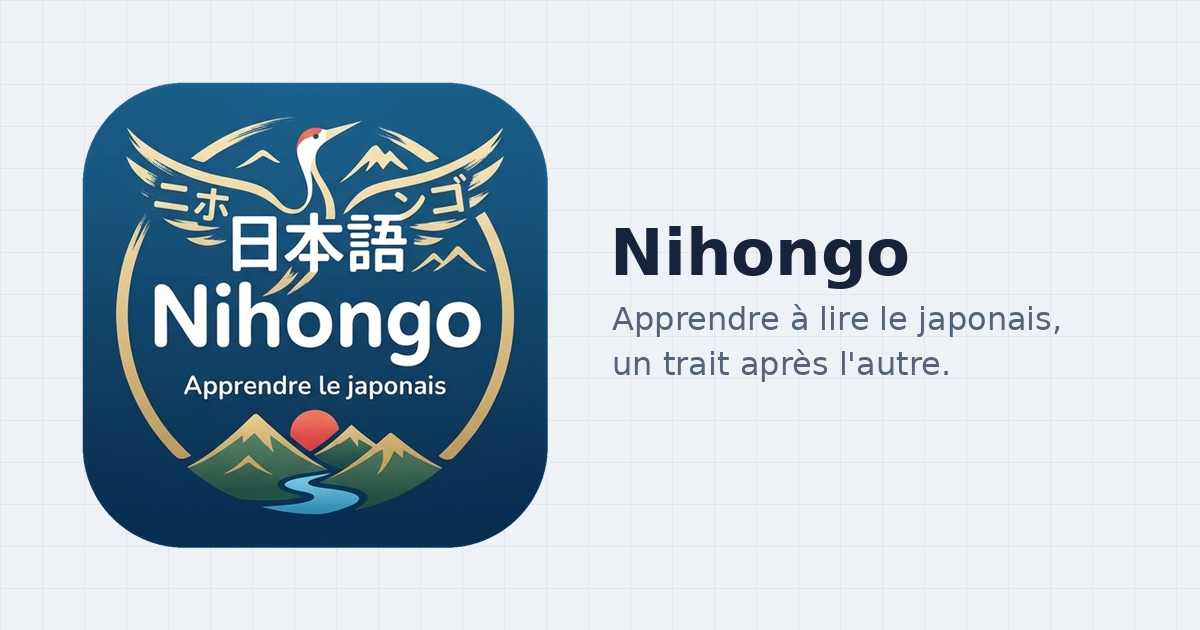 ニホ ンゴ
日本語
Nihongo
Apprendre le japonais
Nihongo
Apprendre à lire le japonais,
un trait après l'autre.